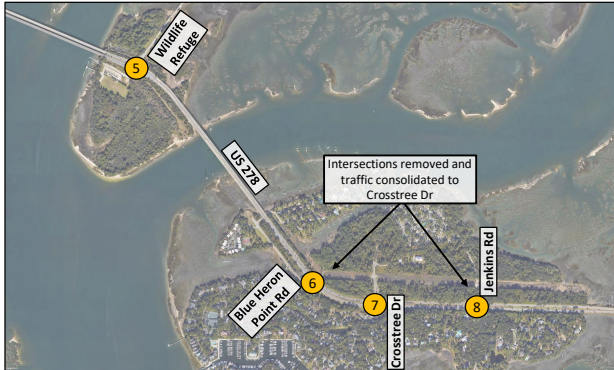 Wildlife
Refuge
5
US 278
Intersections removed and
traffic consolidated to
Crosstree Dr
Blue Heron
Point Rd
6
7
Crosstree Dr
8
Jenkins Rd